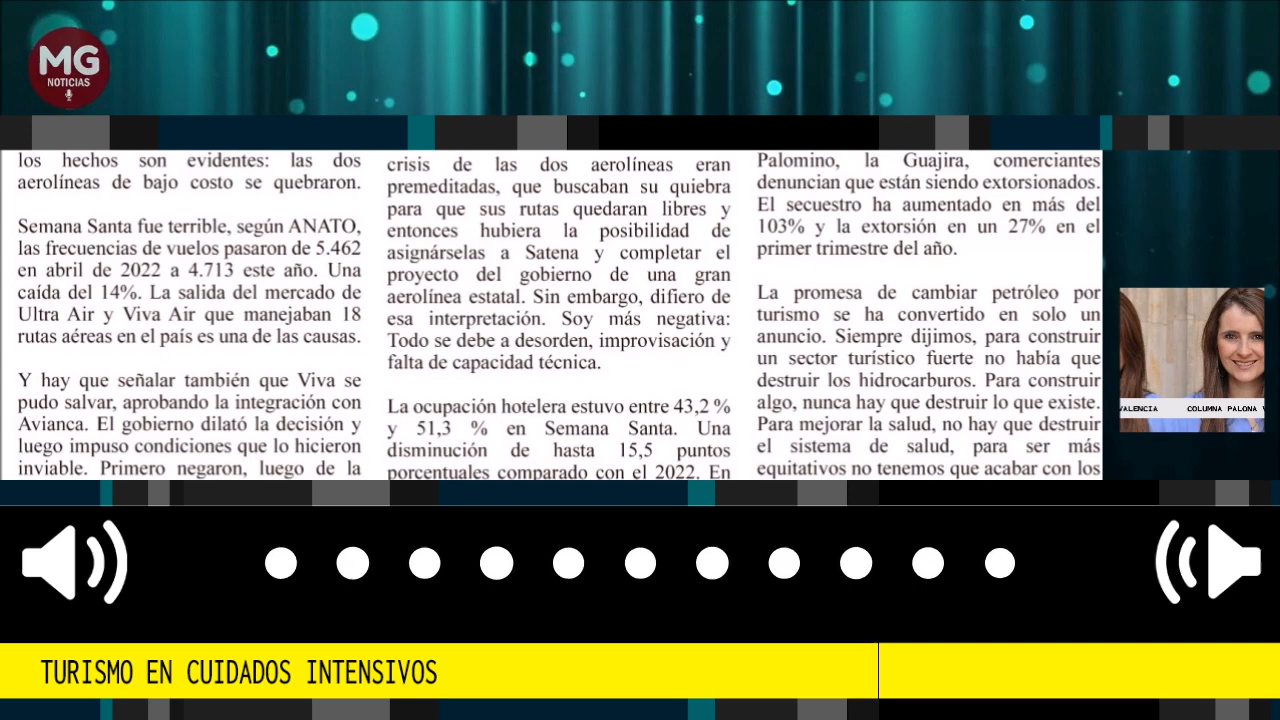 MG
NOTICIAS
los hechos son evidentes: las dos
aerolíneas de bajo costo se quebraron.
Semana Santa fue terrible, según ANATO,
las frecuencias de vuelos pasaron de 5.462
en abril de 2022 a 4.713 este año. Una
caída del 14%. La salida del mercado de
Ultra Air y Viva Air que manejaban 18
rutas aéreas en el país es una de las causas.
Y hay que señalar también que Viva se
pudo salvar, aprobando la integración con
Avianca. El gobierno dilató la decisión y
luego impuso condiciones que lo hicieron
inviable. Primero negaron, luego de la
crisis de las dos aerolíneas eran
premeditadas, que buscaban su quiebra
para que sus rutas quedaran libres y
entonces hubiera la posibilidad de
asignárselas a Satena y completar el
proyecto del gobierno de una gran
aerolínea estatal. Sin embargo, difiero de
esa interpretación. Soy más negativa:
Todo se debe a desorden, improvisación y
falta de capacidad técnica.
La ocupación hotelera estuvo entre 43,2 %
y 51,3 % en Semana Santa. Una
disminución de hasta 15,5 puntos
porcentuales comparado con el 2022. En
Palomino, la Guajira, comerciantes
denuncian que están siendo extorsionados.
El secuestro ha aumentado en más del
103% y la extorsión en un 27% en el
primer trimestre del año.
La promesa de cambiar petróleo por
turismo se ha convertido en solo un
anuncio. Siempre dijimos, para construir
un sector turístico fuerte no había que
destruir los hidrocarburos. Para construir
algo, nunca hay que destruir lo que existe.
Para mejorar la salud, no hay que destruir
el sistema de salud, para ser más
equitativos no tenemos que acabar con los
VALENCIA COLUMNA PALONA V
TURISMO EN CUIDADOS INTENSIVOS